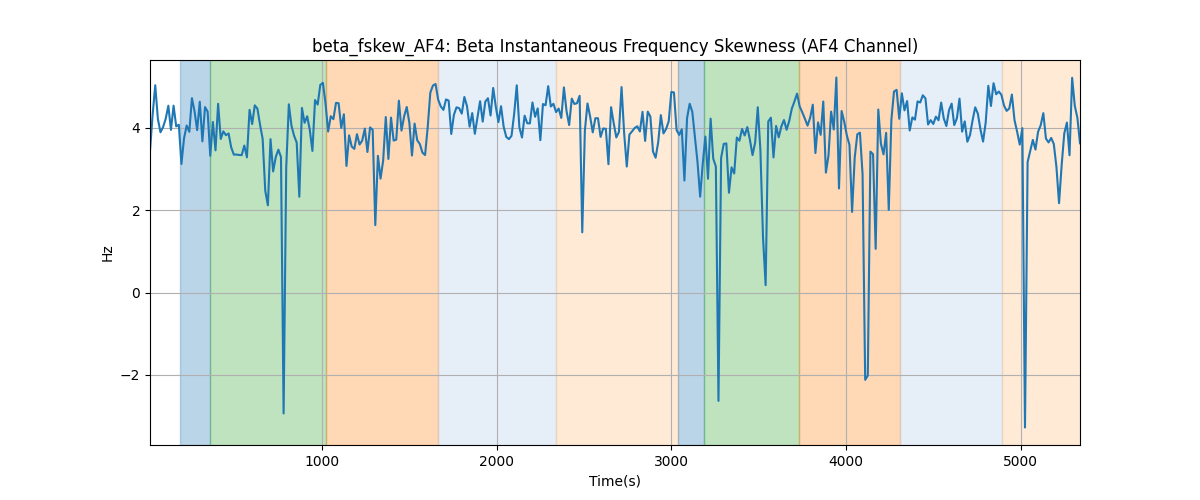 beta_fskew_AF4: Beta Instantaneous Frequency Skewness (AF4 Channel)
Hz
4
2
0
−2
1000 2000 3000 4000 5000
Time(s)